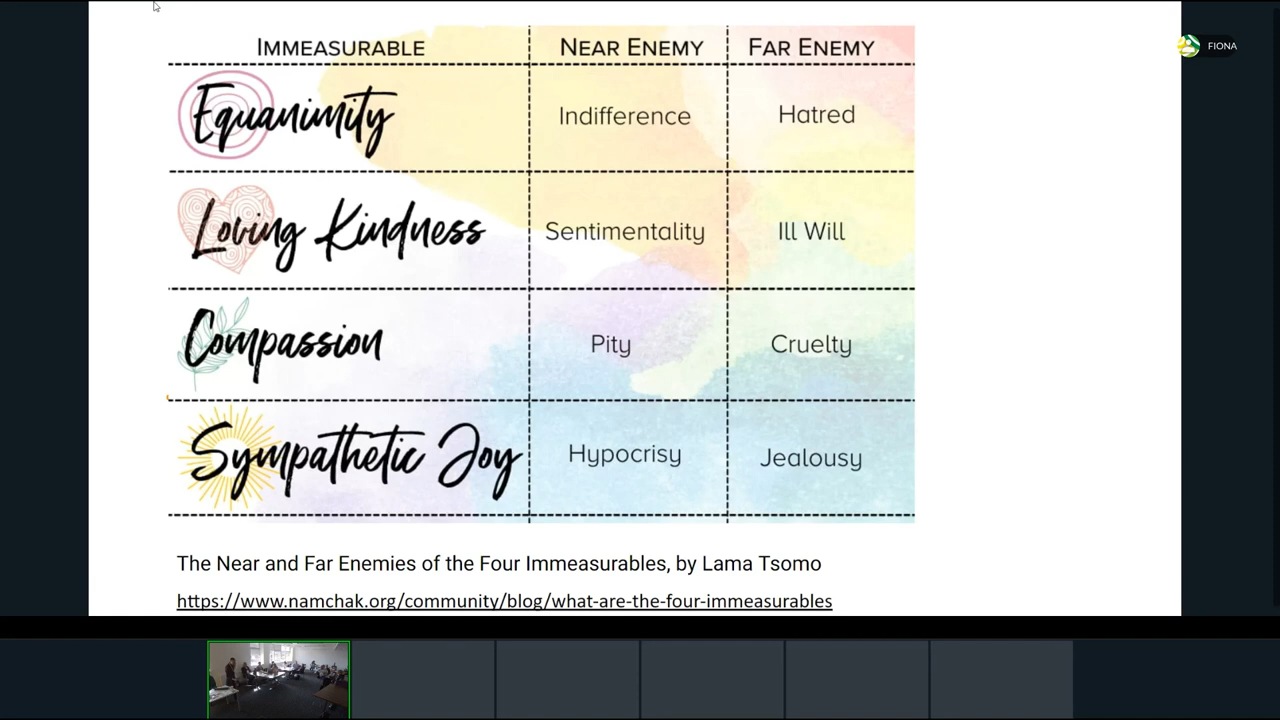 IMMEASURABLE NEAR ENEMY FAR ENEMY
Equanimity Indifference Hatred
Loving Kindness Sentimentality Ill Will
Compassion Pity Cruelty
Sympathetic Joy Hypocrisy Jealousy
The Near and Far Enemies of the Four Immeasurables, by Lama Tsomo
https://www.namchak.org/community/blog/what-are-the-four-immeasurables
FIONA